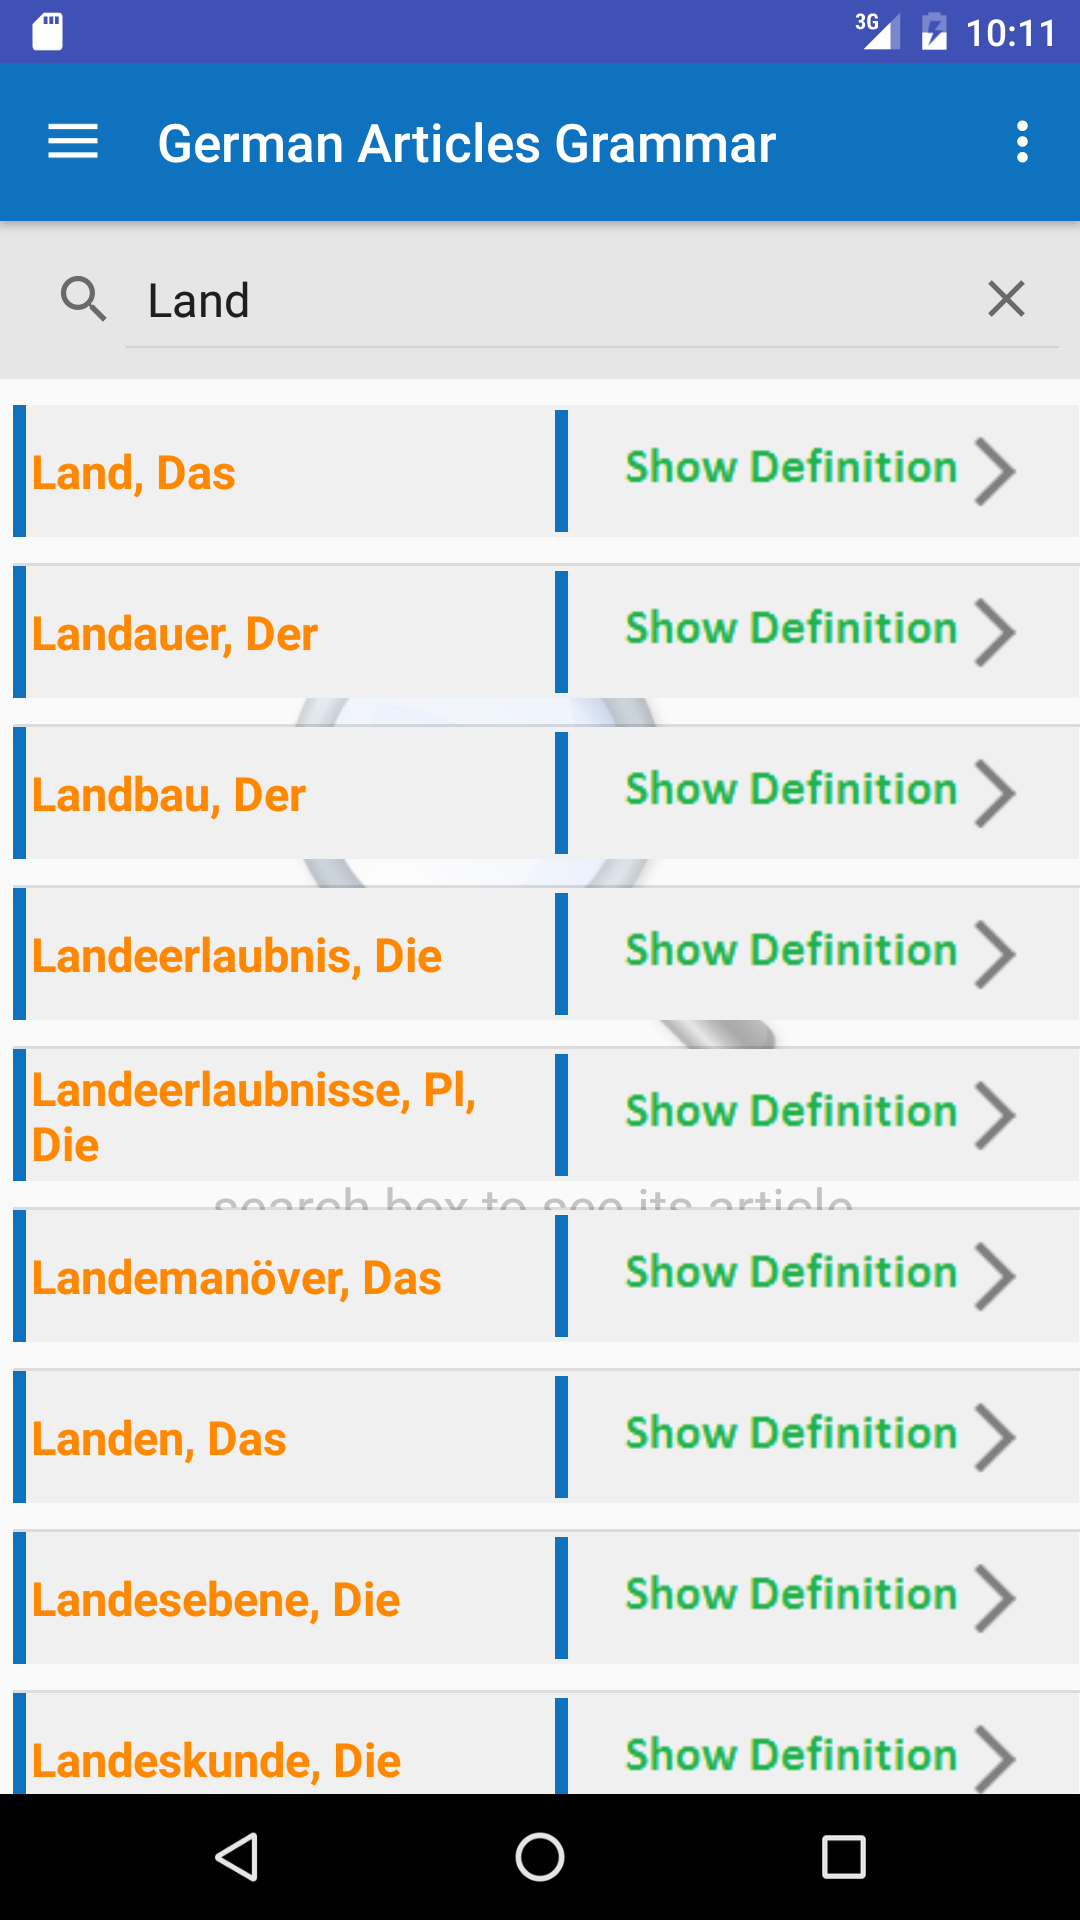 3G 10:11
German Articles Grammar
Land
Land, Das Show Definition
Landauer, Der Show Definition
Landbau, Der Show Definition
Landeerlaubnis, Die Show Definition
Landeerlaubnisse, Pl,
Die Show Definition
search box to see its article
Landemanöver, Das Show Definition
Landen, Das Show Definition
Landesebene, Die Show Definition
Landeskunde, Die Show Definition